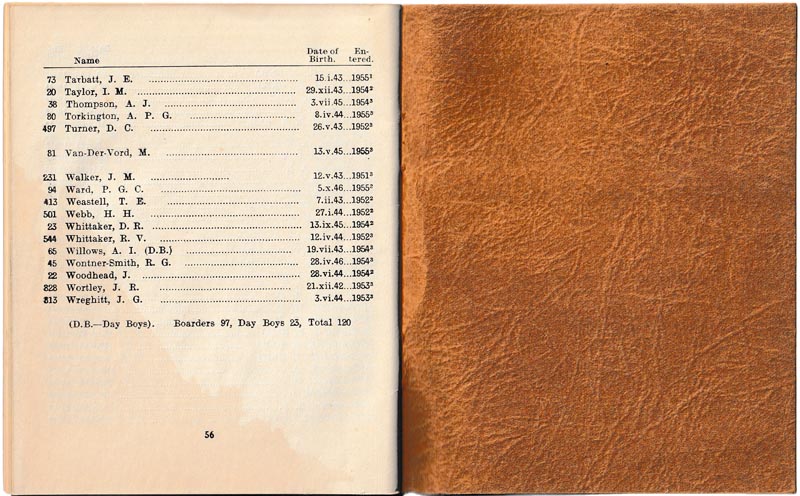 Name Date of Birth. En-tered.
73 Tarbatt, J. E. 15.i.43...1955¹
20 Taylor, I. M. 29.xii.43...1954²
38 Thompson, A. J. 3.vii.45...1954³
80 Torkington, A. P. G. 8.iv.44...1955³
497 Turner, D. C. 26.v.43...1952³
81 Van-Der-Vord, M. 13.v.45...1955³
231 Walker, J. M. 12.v.43...1951³
94 Ward, P. G. C. 5.x.46...1955²
413 Weastell, T. E. 7.ii.43...1952²
501 Webb, H. H. 27.i.44...1952²
23 Whittaker, D. R. 13.ix.45...1954²
544 Whittaker, R. V. 12.iv.44...1952³
65 Willows, A. I. (D.B.) 19.vii.43...1954³
45 Wontner-Smith, R. G. 28.iv.46...1954³
22 Woodhead, J. 28.vi.44...1954²
828 Wortley, J. R. 21.xii.42...1953³
813 Wreghitt, J. G. 3.vi.44...1953³
(D.B.—Day Boys). Boarders 97, Day Boys 23, Total 120
56